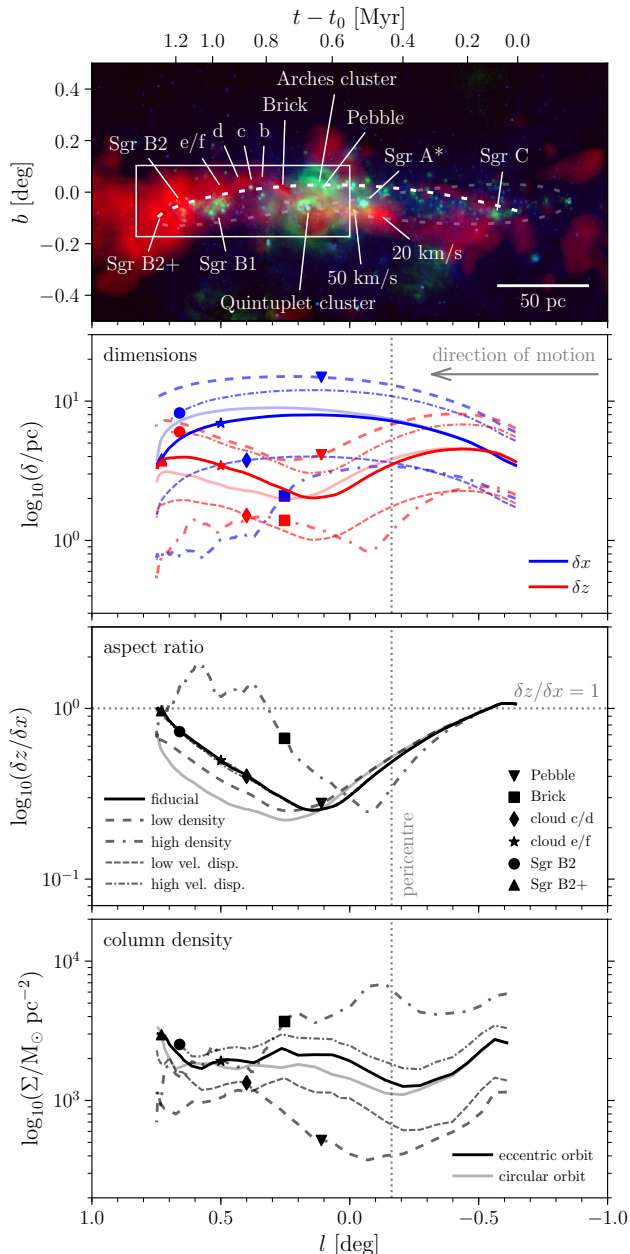 t − t₀ [Myr]
1.2 1.0 0.8 0.6 0.4 0.2 0.0
0.4
0.2
0.0
−0.2
−0.4
b [deg]
Arches cluster
Brick
Pebble
d
c
b
e/f
Sgr B2
Sgr A*
Sgr C
Sgr B2+
Sgr B1
20 km/s
50 km/s
Quintuplet cluster
50 pc
dimensions
direction of motion
10¹
10⁰
log₁₀(δ/pc)
δx
δz
aspect ratio
δz/δx = 1
10⁰
10⁻¹
log₁₀(δz/δx)
fiducial
low density
high density
low vel. disp.
high vel. disp.
pericentre
Pebble
Brick
cloud c/d
cloud e/f
Sgr B2
Sgr B2+
column density
10⁴
10³
log₁₀(Σ/M⊙ pc⁻²)
eccentric orbit
circular orbit
1.0 0.5 0.0 −0.5 −1.0
l [deg]